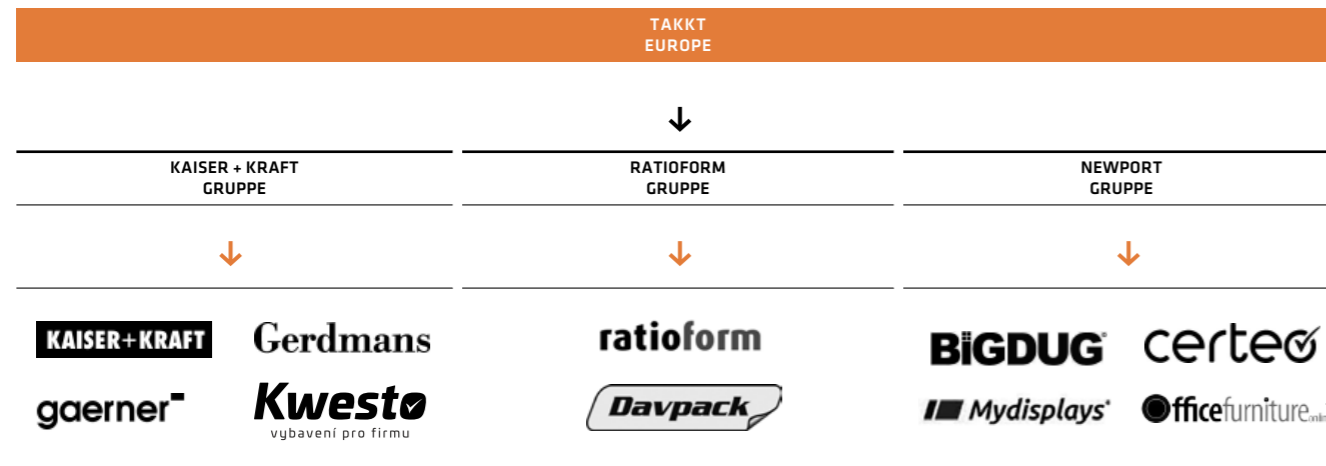 TAKKT
EUROPE
KAISER + KRAFT
GRUPPE
RATIOFORM
GRUPPE
NEWPORT
GRUPPE
KAISER+KRAFT
Gerdmans
gaerner
Kwesto
vybavení pro firmu
ratioform
Davpack
BiGDUG
certeo
Mydisplays
Officefurniture